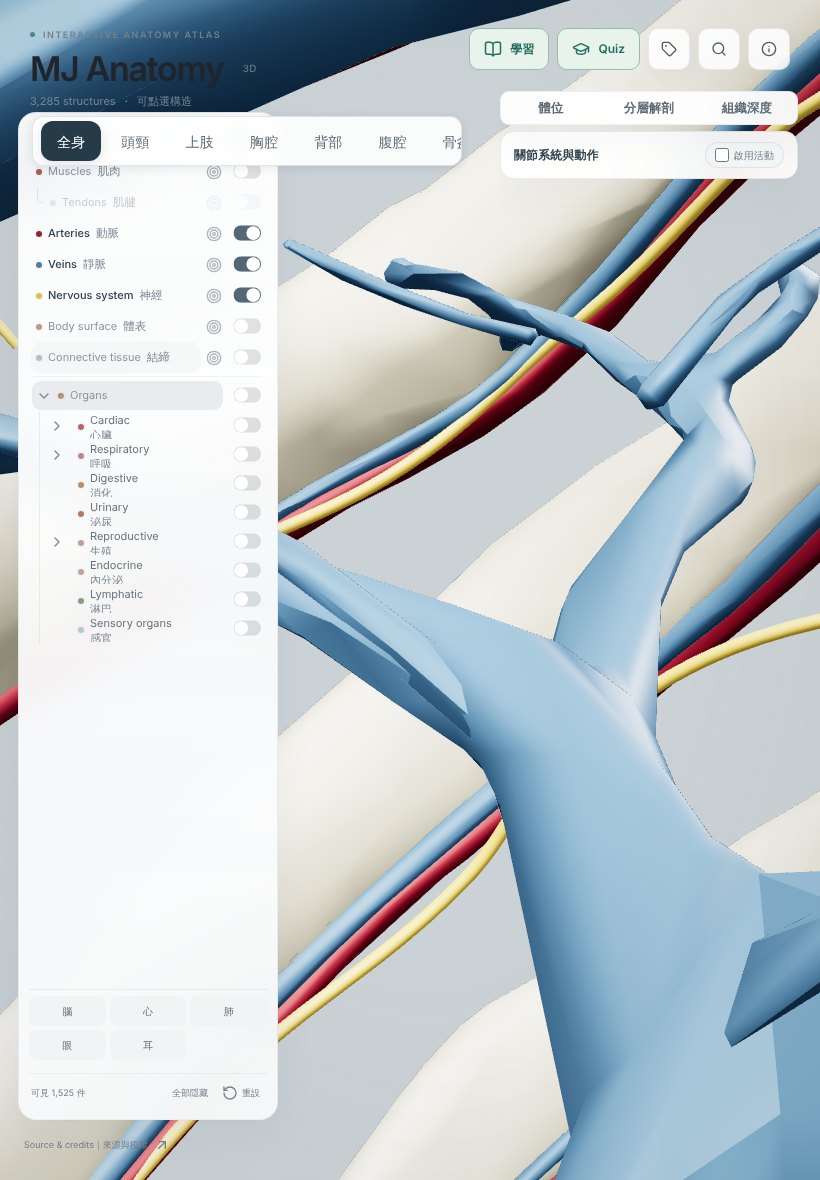 INTERACTIVE ANATOMY ATLAS
MJ Anatomy 3D
3,285 structures · 可點選構造
學習
Quiz
體位 分層解剖 組織深度
關節系統與動作 啟用活動
全身 頭頸 上肢 胸腔 背部 腹腔
Muscles 肌肉
Tendons 肌腱
Arteries 動脈
Veins 靜脈
Nervous system 神經
Body surface 體表
Connective tissue 結締
Organs
Cardiac
心臟
Respiratory
呼吸
Digestive
消化
Urinary
泌尿
Reproductive
生殖
Endocrine
內分泌
Lymphatic
淋巴
Sensory organs
感官
腦 心 肺
眼 耳
可見 1,525 件 全部隱藏 重設
Source & credits | 來源與授